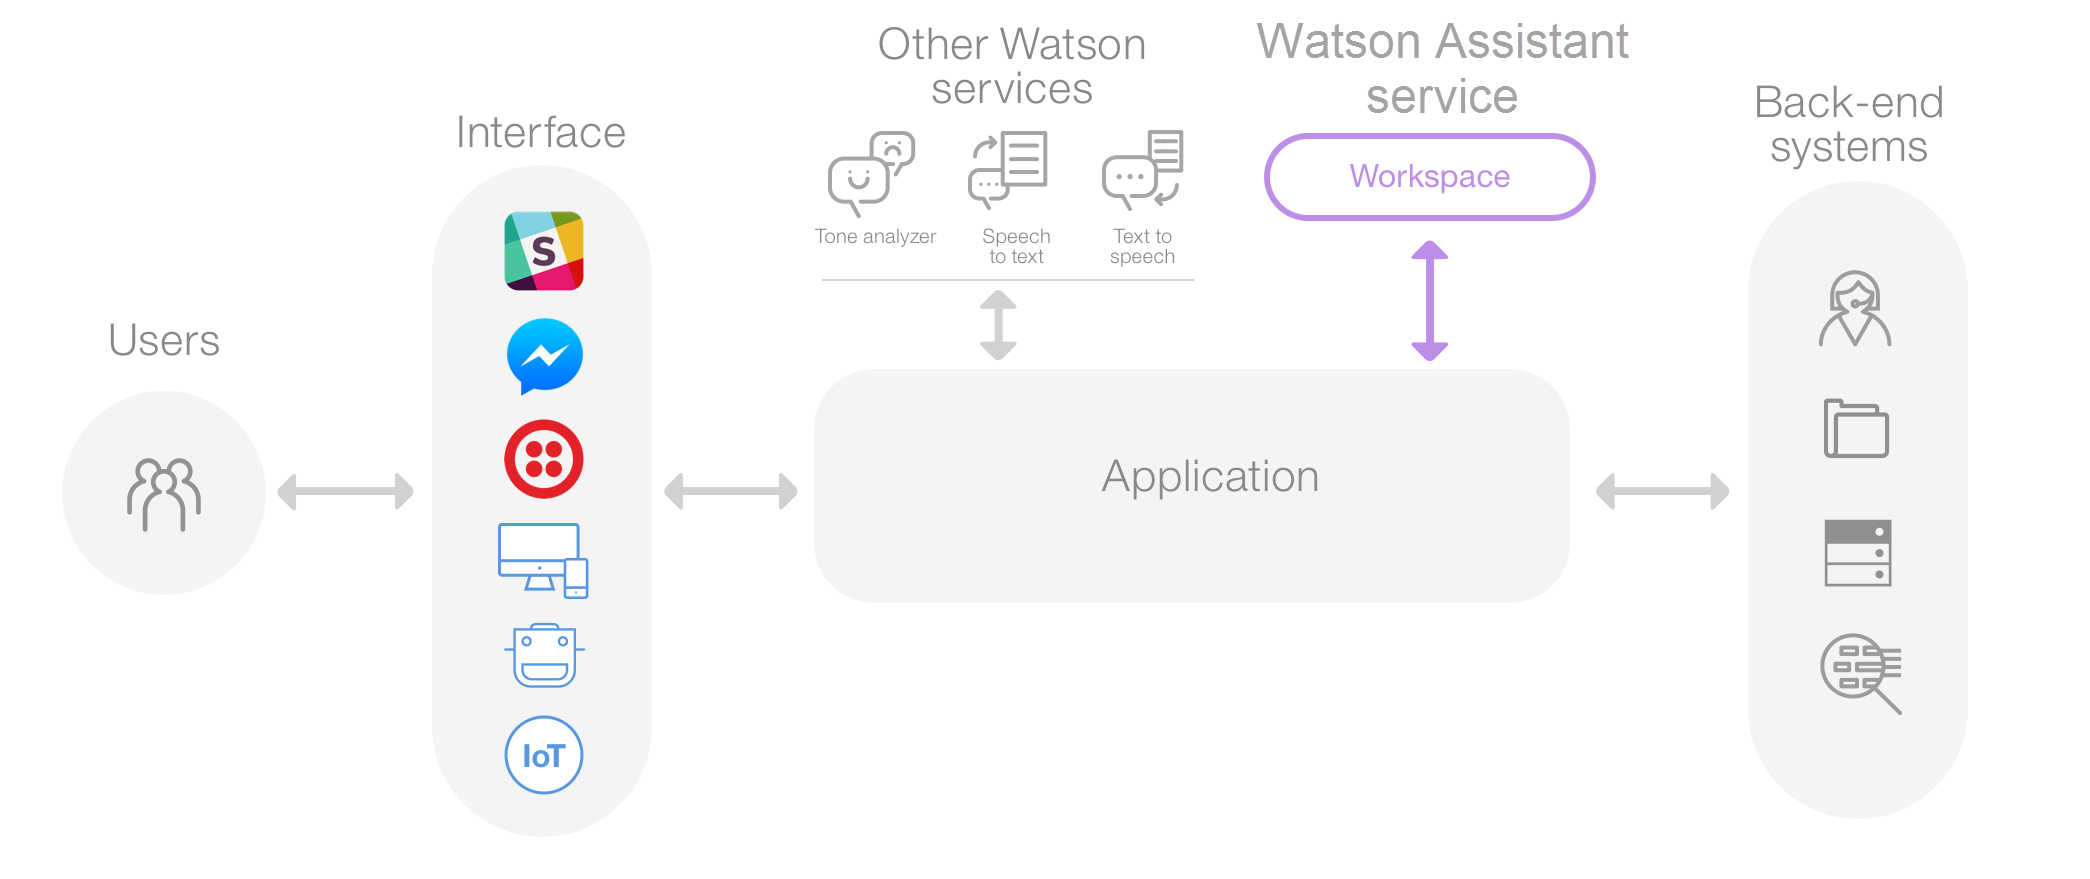 Users
Interface
S
IoT
Other Watson
services
Tone analyzer
Speech
to text
Text to
speech
Watson Assistant
service
Workspace
Application
Back-end
systems